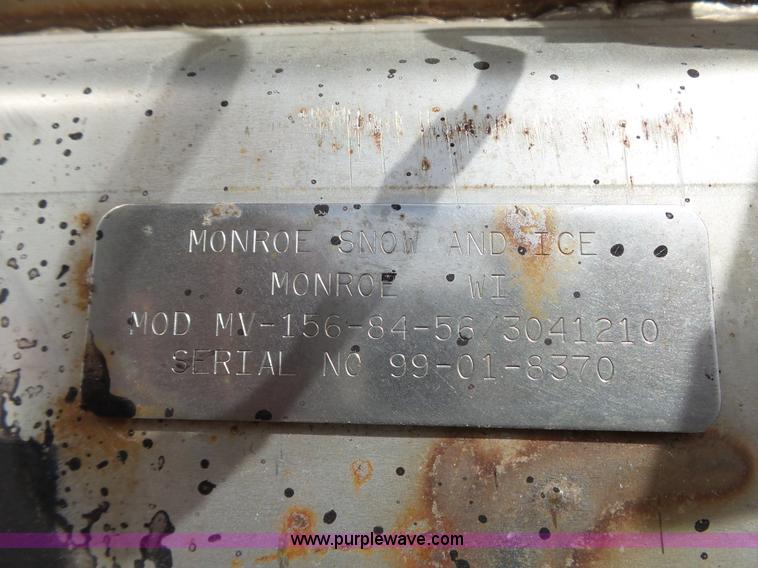 MONROE SNOW AND ICE
MONROE WI
MOD MV-156-84-56/3041210
SERIAL NO 99-01-8370
www.purplewave.com